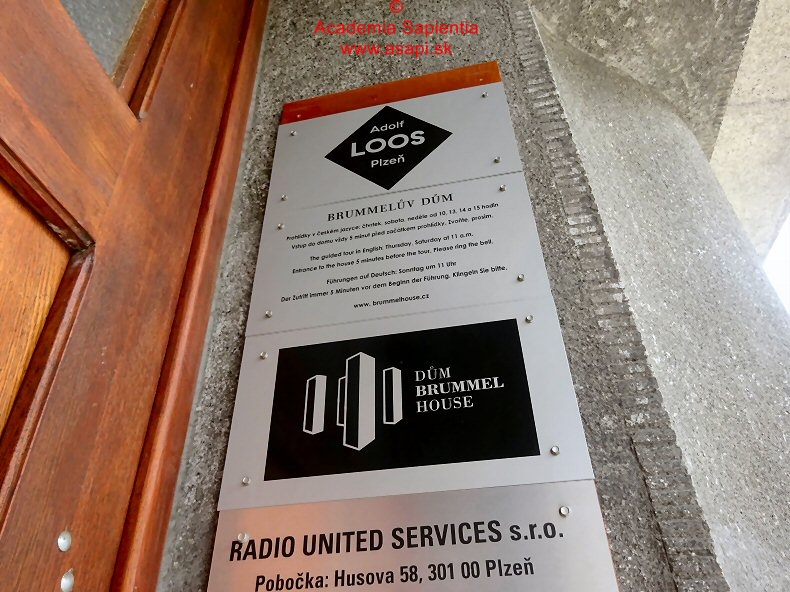 ©
Academia Sapientia
www.asapi.sk
Adolf
LOOS
Plzeň
BRUMMELŮV DŮM
Prohlídky v českém jazyce: čtvrtek, sobota, neděle od 10, 13, 14 a 15 hodin
Vstup do domu vždy 5 minut před začátkem prohlídky. Zvoňte, prosím.
The guided tour in English: Thursday, Saturday at 11 a.m.
Entrance to the house 5 minutes before the tour. Please ring the bell.
Führungen auf Deutsch: Sonntag um 11 Uhr
Der Zutritt immer 5 Minuten vor dem Beginn der Führung. Klingeln Sie bitte.
www.brummelhouse.cz
DŮM
BRUMMEL
HOUSE
RADIO UNITED SERVICES s.r.o.
Pobočka: Husova 58, 301 00 Plzeň